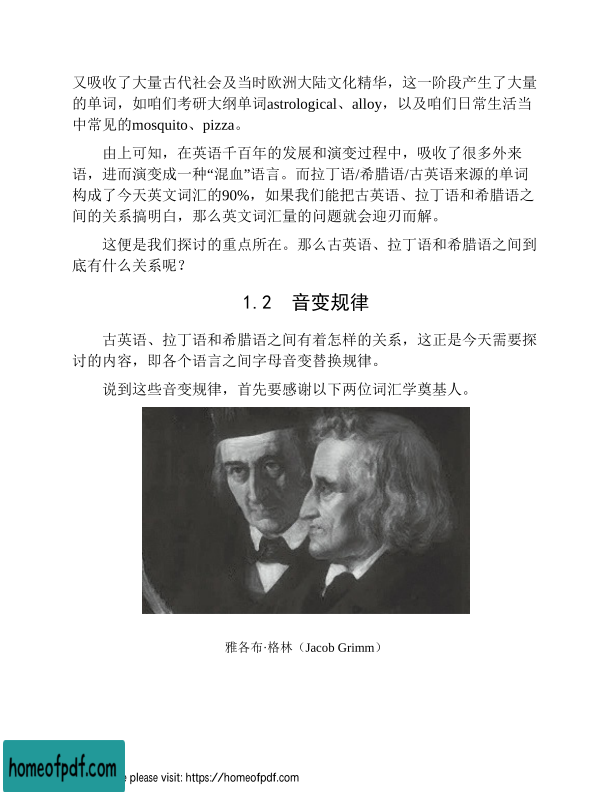 又吸收了大量古代社会及当时欧洲大陆文化精华，这一阶段产生了大量
的单词，如咱们考研大纲单词astrological、alloy，以及咱们日常生活当
中常见的mosquito、pizza。
由上可知，在英语千百年的发展和演变过程中，吸收了很多外来
语，进而演变成一种“混血”语言。而拉丁语/希腊语/古英语来源的单词
构成了今天英文词汇的90%，如果我们能把古英语、拉丁语和希腊语之
间的关系搞明白，那么英文词汇量的问题就会迎刃而解。
这便是我们探讨的重点所在。那么古英语、拉丁语和希腊语之间到
底有什么关系呢？
1.2 音变规律
古英语、拉丁语和希腊语之间有着怎样的关系，这正是今天需要探
讨的内容，即各个语言之间字母音变替换规律。
说到这些音变规律，首先要感谢以下两位词汇学奠基人。
雅各布·格林（Jacob Grimm）
homeofpdf.com
please visit: https://homeofpdf.com